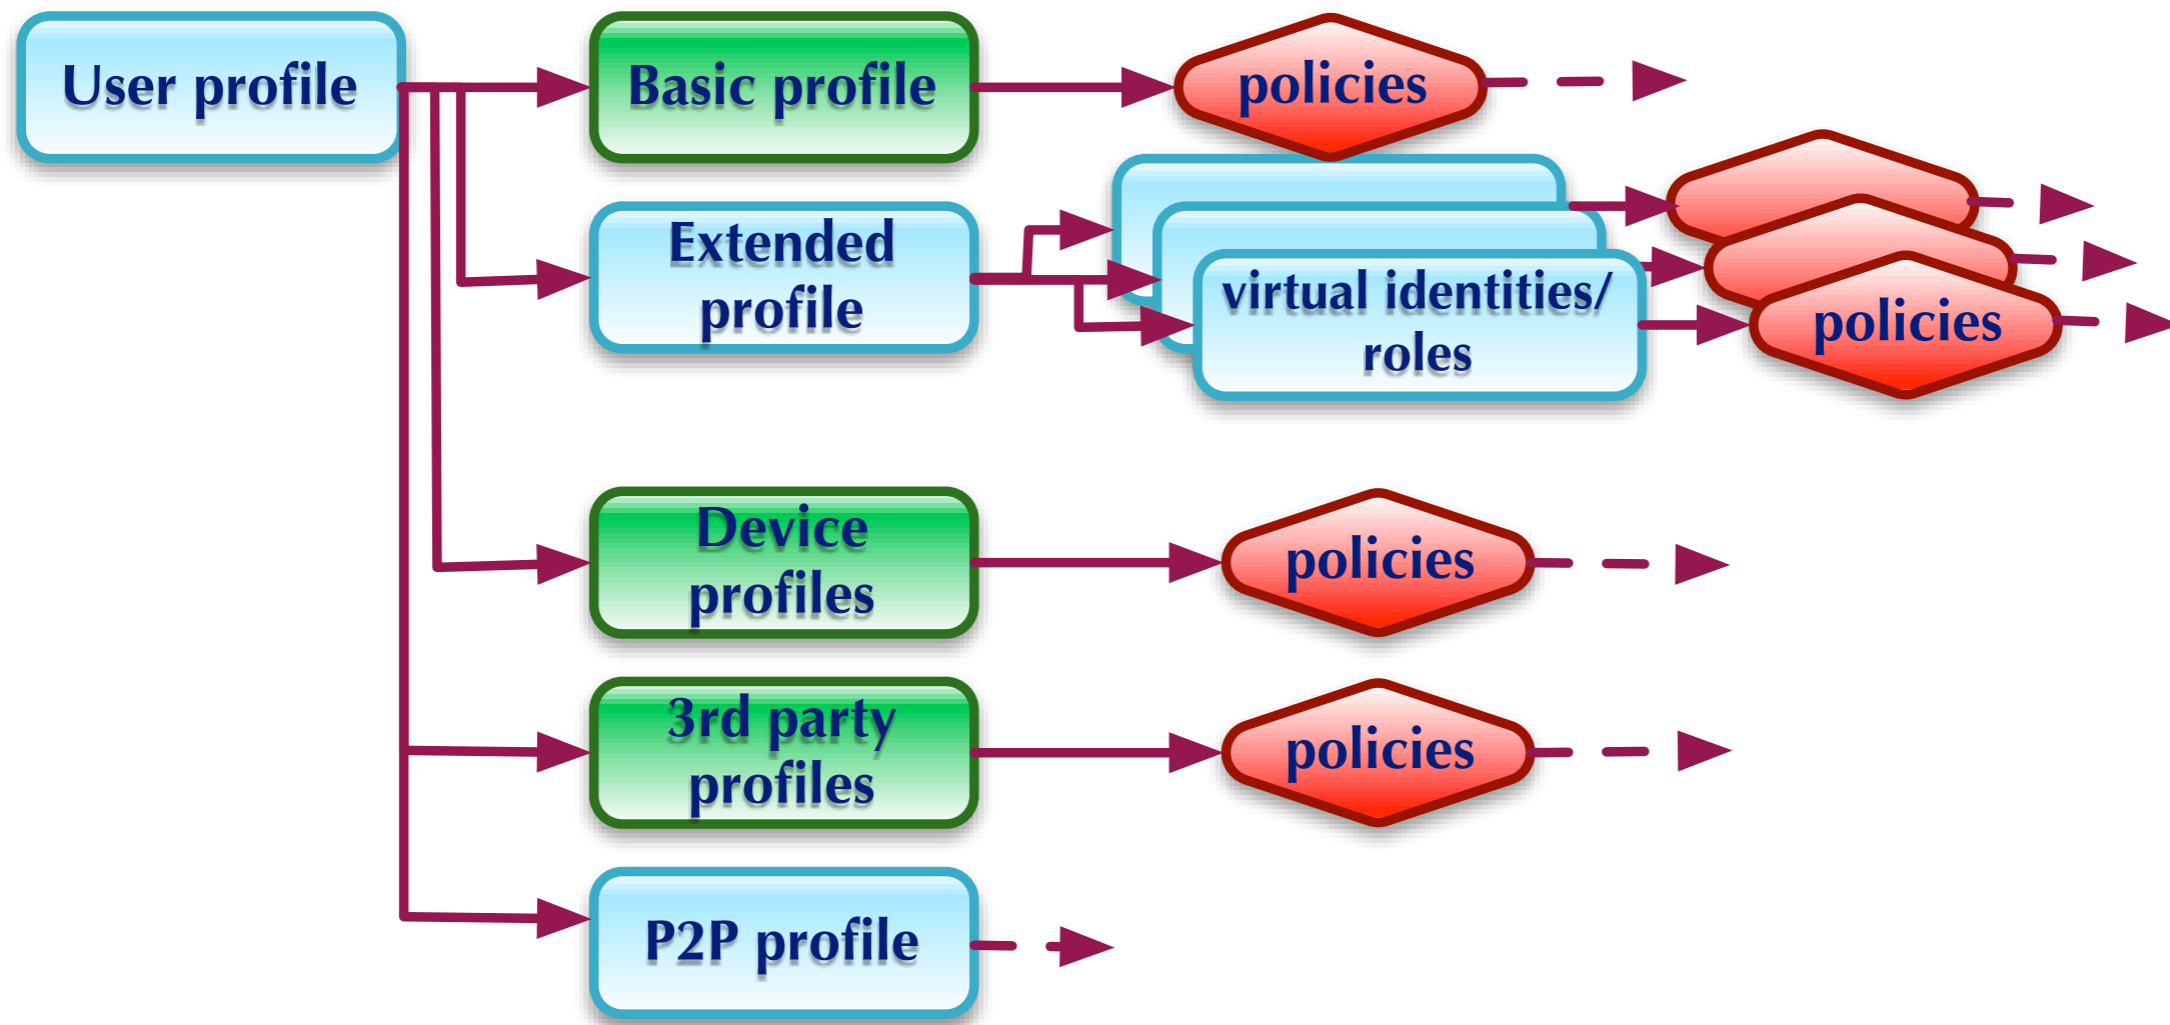 User profile
Basic profile
policies
Extended
profile
virtual identities/
roles
policies
Device
profiles
policies
3rd party
profiles
policies
P2P profile